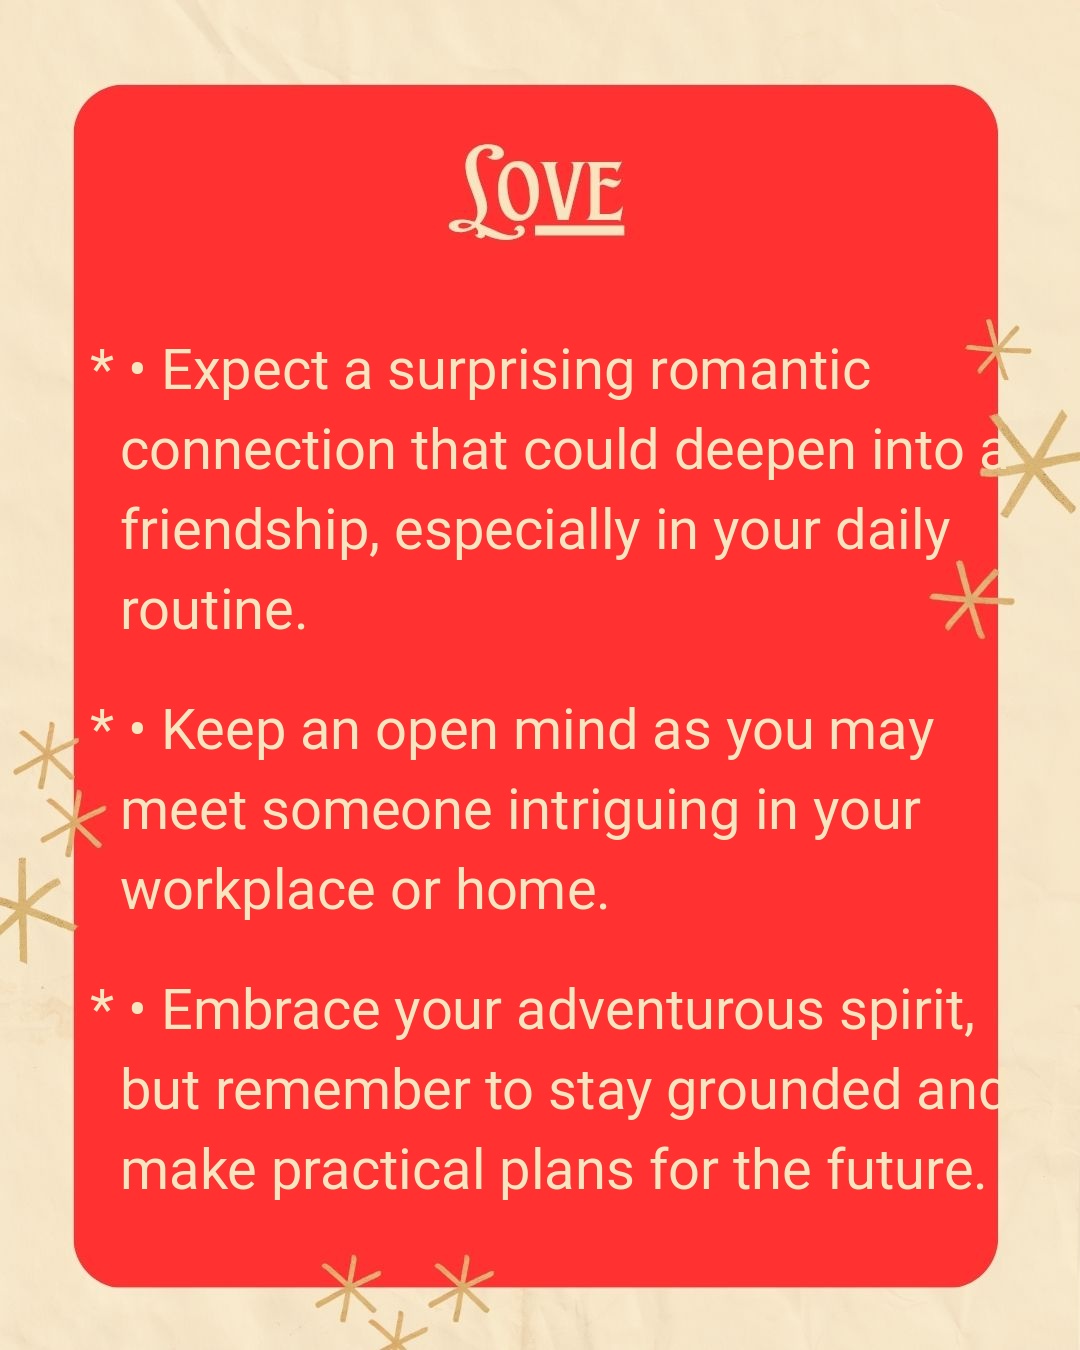 Love
* • Expect a surprising romantic
connection that could deepen into a
friendship, especially in your daily
routine.
* • Keep an open mind as you may
meet someone intriguing in your
workplace or home.
* • Embrace your adventurous spirit,
but remember to stay grounded and
make practical plans for the future.